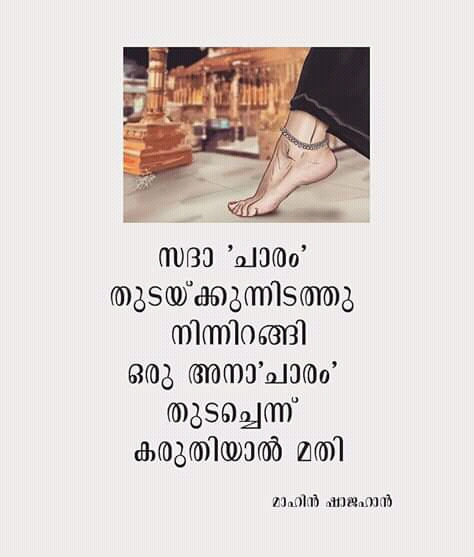 സദാ 'ചാരം'
തുടയ്ക്കുന്നിടത്തു
നിന്നിറങ്ങി
ഒരു അനാ'ചാരം'
തുടച്ചെന്ന്
കരുതിയാൽ മതി
മാഹിൻ ഷാജഹാൻ